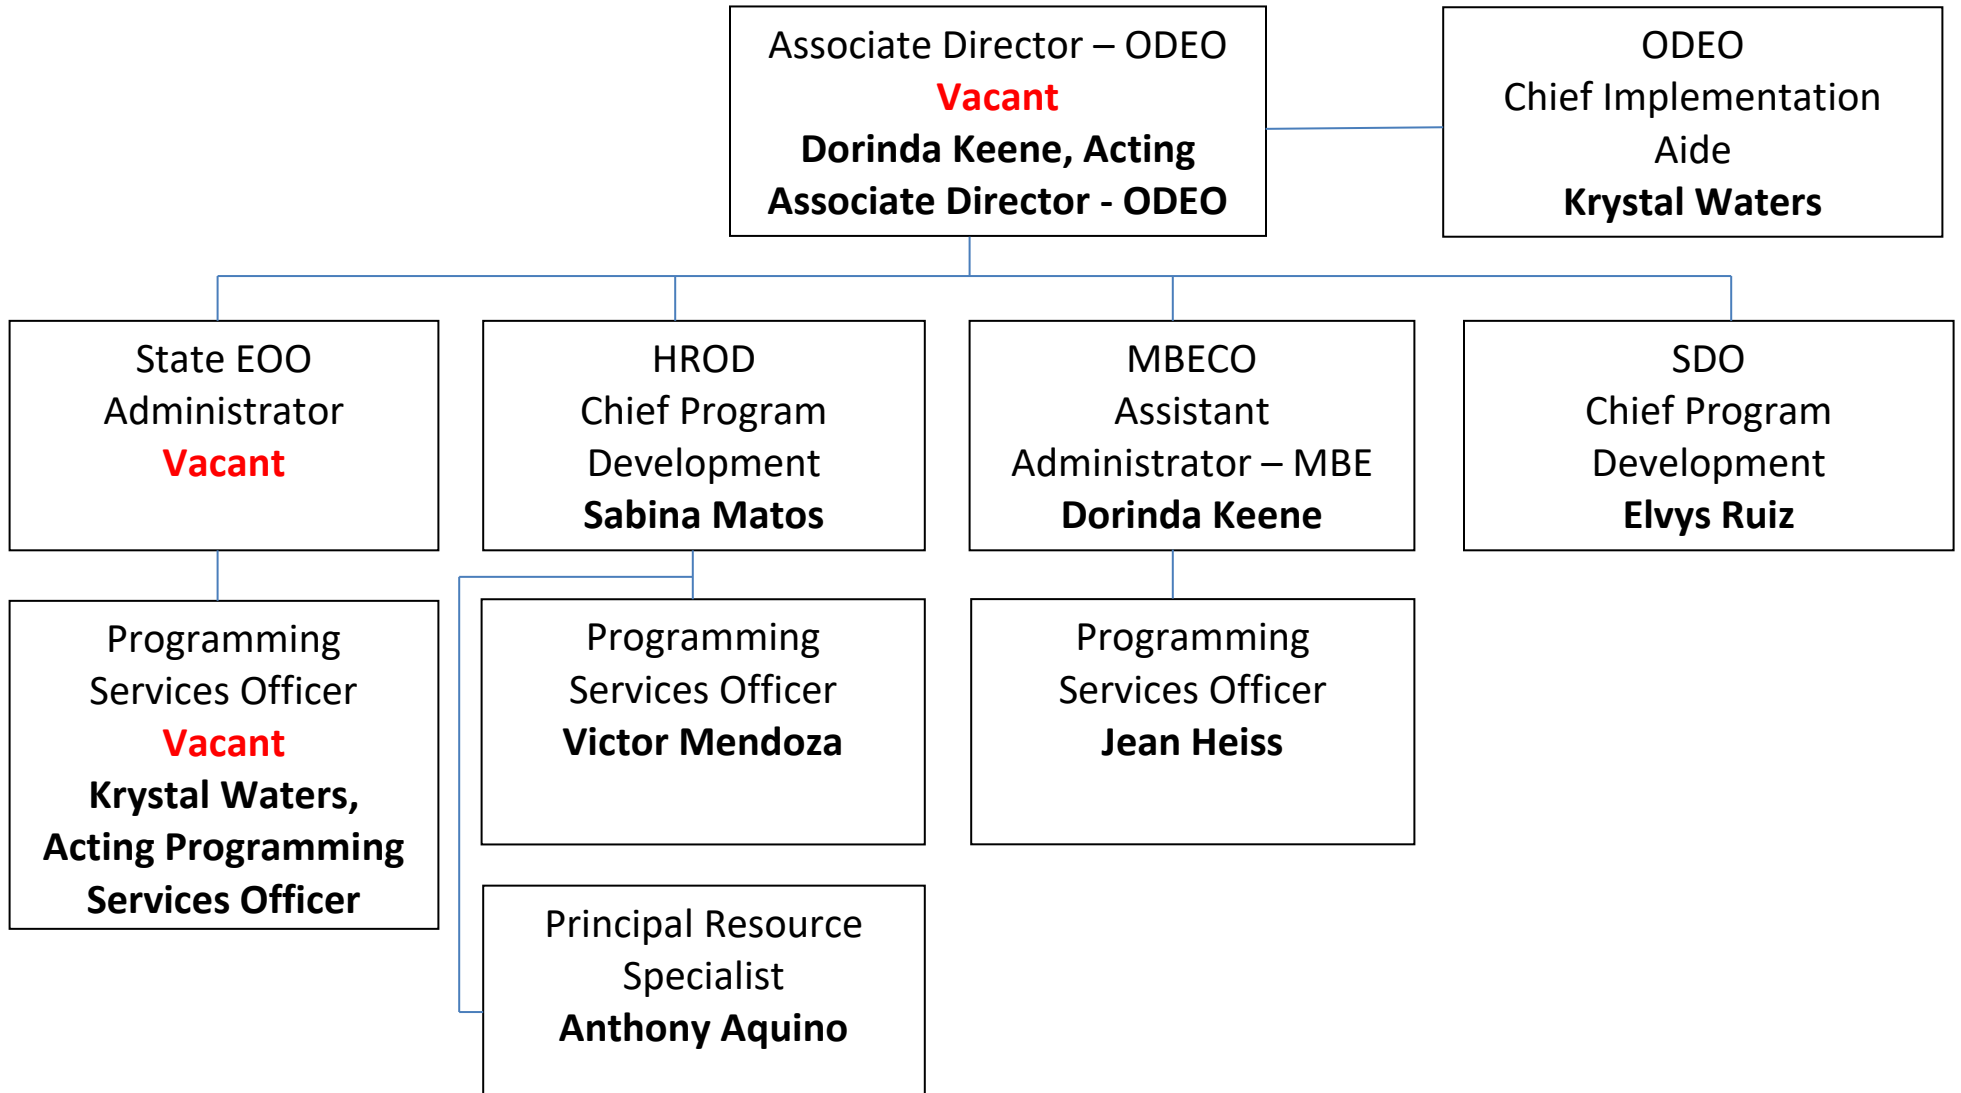 Associate Director – ODEO
Vacant
Dorinda Keene, Acting
Associate Director - ODEO
ODEO
Chief Implementation
Aide
Krystal Waters
State EOO
Administrator
Vacant
HROD
Chief Program
Development
Sabina Matos
MBECO
Assistant
Administrator – MBE
Dorinda Keene
SDO
Chief Program
Development
Elvys Ruiz
Programming
Services Officer
Vacant
Krystal Waters,
Acting Programming
Services Officer
Programming
Services Officer
Victor Mendoza
Programming
Services Officer
Jean Heiss
Principal Resource
Specialist
Anthony Aquino